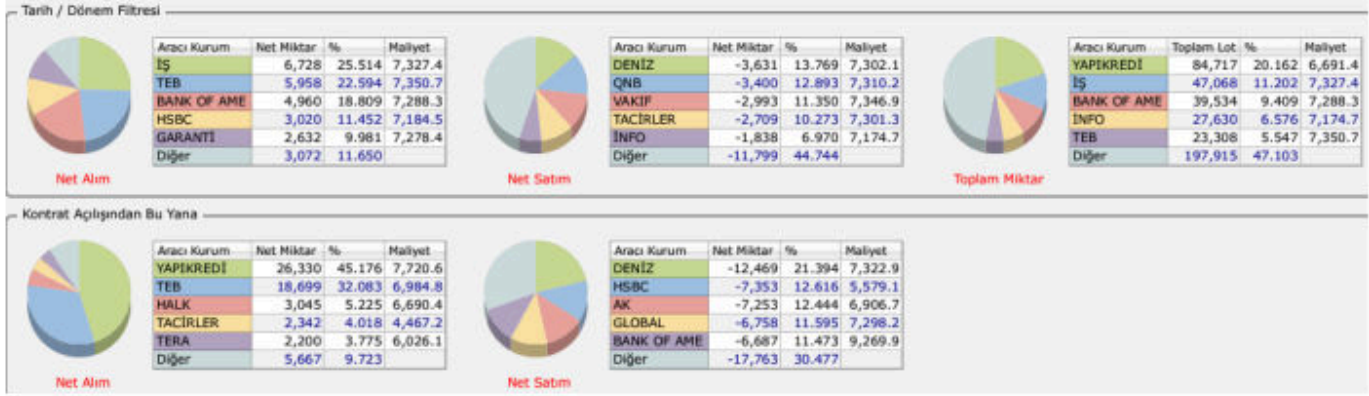 Tarih / Dönem Filtresi
Aracı Kurum Net Miktar % Maliyet
İŞ 6,728 25.514 7,327.4
TEB 5,958 22.594 7,350.7
BANK OF AME 4,960 18.809 7,288.3
HSBC 3,020 11.452 7,184.5
GARANTİ 2,632 9.981 7,278.4
Diğer 3,072 11.650
Net Alım
Aracı Kurum Net Miktar % Maliyet
DENİZ -3,631 13.769 7,302.1
QNB -3,400 12.893 7,310.2
VAKIF -2,993 11.350 7,346.9
TACİRLER -2,709 10.273 7,301.3
İNFO -1,838 6.970 7,174.7
Diğer -11,799 44.744
Net Satım
Aracı Kurum Toplam Lot % Maliyet
YAPIKREDİ 84,717 20.162 6,691.4
İŞ 47,068 11.202 7,327.4
BANK OF AME 39,534 9.409 7,288.3
İNFO 27,630 6.576 7,174.7
TEB 23,308 5.547 7,350.7
Diğer 197,915 47.103
Toplam Miktar
Kontrat Açılışından Bu Yana
Aracı Kurum Net Miktar % Maliyet
YAPIKREDİ 26,330 45.176 7,720.6
TEB 18,699 32.083 6,984.8
HALK 3,045 5.225 6,690.4
TACİRLER 2,342 4.018 4,467.2
TERA 2,200 3.775 6,026.1
Diğer 5,667 9.723
Net Alım
Aracı Kurum Net Miktar % Maliyet
DENİZ -12,469 21.394 7,322.9
HSBC -7,353 12.616 5,579.1
AK -7,253 12.444 6,906.7
GLOBAL -6,758 11.595 7,298.2
BANK OF AME -6,687 11.473 9,269.9
Diğer -17,763 30.477
Net Satım